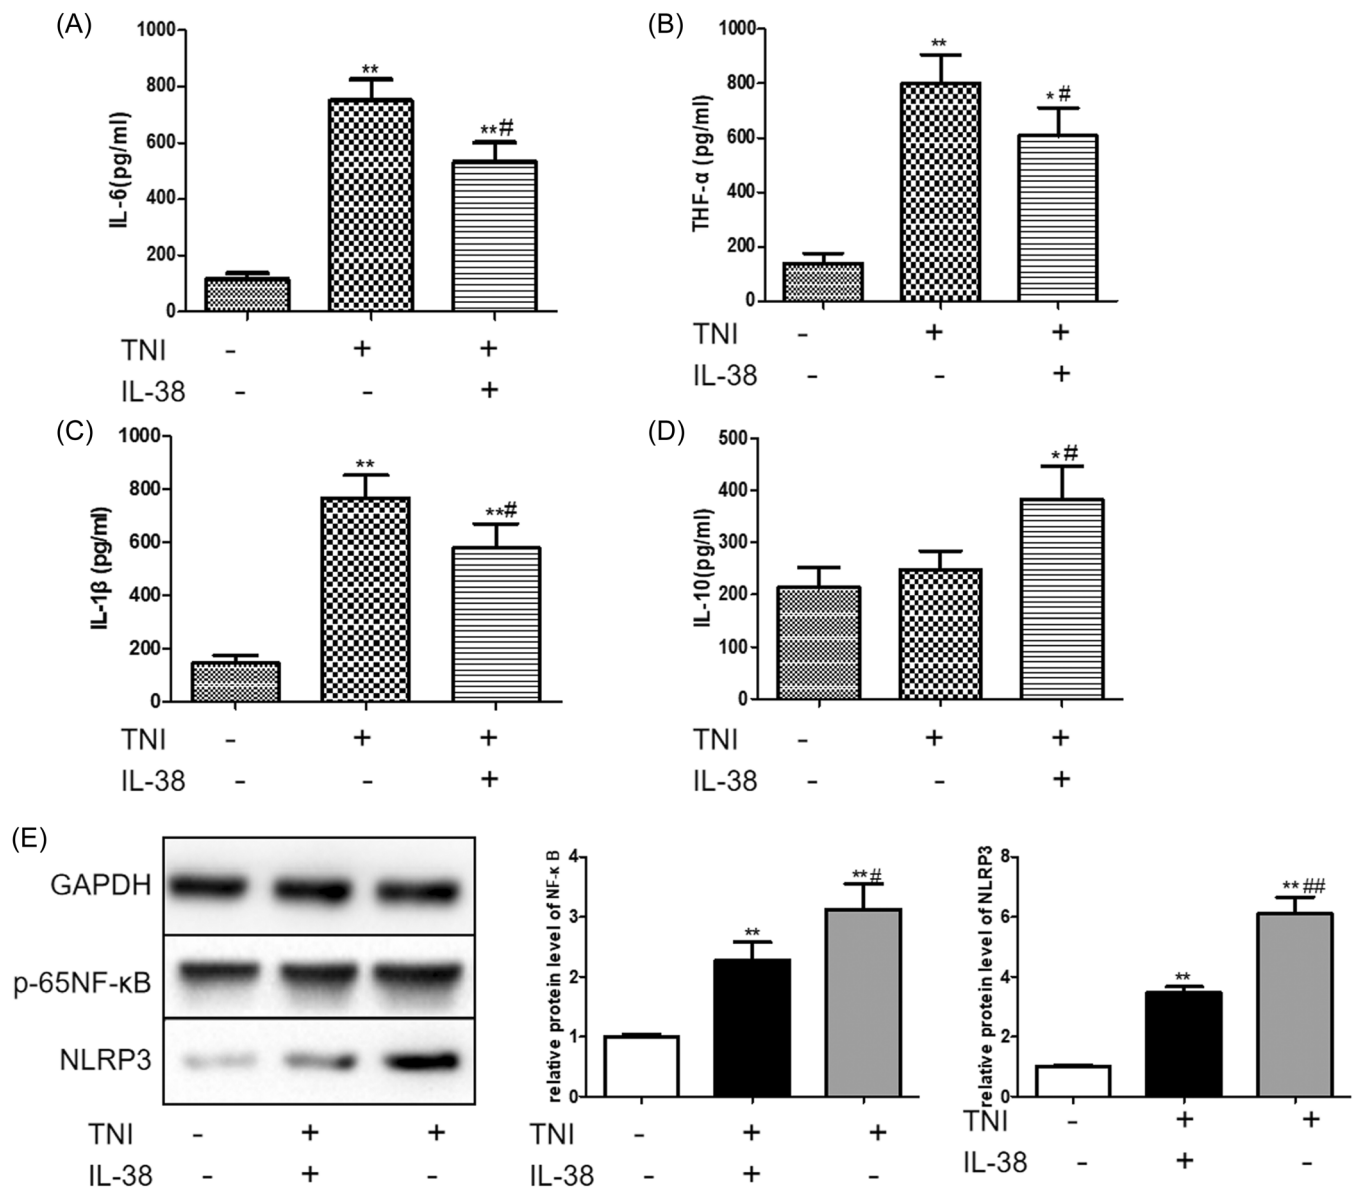 (A)
1000
800
600
400
200
0
IL-6(pg/ml)
**
**#
TNI - + +
IL-38 - - +
(B)
1000
800
600
400
200
0
THF-α (pg/ml)
**
*#
TNI - + +
IL-38 - - +
(C)
1000
800
600
400
200
0
IL-1β (pg/ml)
**
**#
TNI - + +
IL-38 - - +
(D)
500
400
300
200
100
0
IL-10(pg/ml)
*#
TNI - + +
IL-38 - - +
(E)
GAPDH
p-65NF-κB
NLRP3
TNI - + +
IL-38 - + -
relative protein level of NF-κ B
4
3
2
1
0
**
**#
TNI - + +
IL-38 - + -
relative protein level of NLRP3
8
6
4
2
0
**
**##
TNI - + +
IL-38 - + -